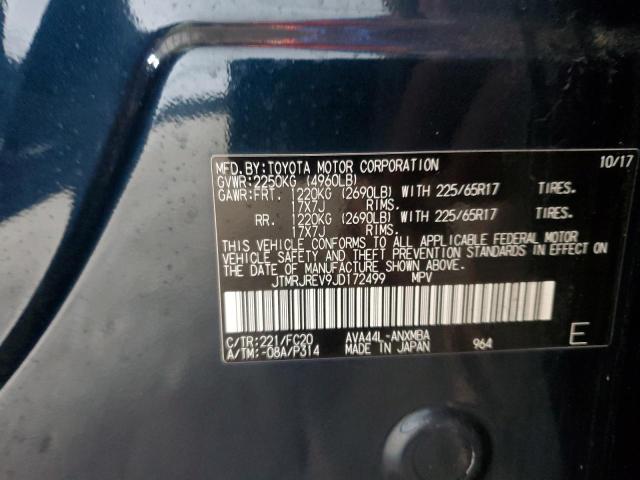 MFD.BY:TOYOTA MOTOR CORPORATION 10/17
GVWR:2250KG (4960LB)
GAWR:FRT. 1220KG (2690LB) WITH 225/65R17 TIRES.
17X7J RIMS.
RR. 1220KG (2690LB) WITH 225/65R17 TIRES.
17X7J RIMS.
THIS VEHICLE CONFORMS TO ALL APPLICABLE FEDERAL MOTOR
VEHICLE SAFETY AND THEFT PREVENTION STANDARDS IN EFFECT ON
THE DATE OF MANUFACTURE SHOWN ABOVE.
JTMRJREV9JD172499 MPV
C/TR:221/FC20 AVA44L-ANXMBA
A/TM:-08A/P314 MADE IN JAPAN 964 E